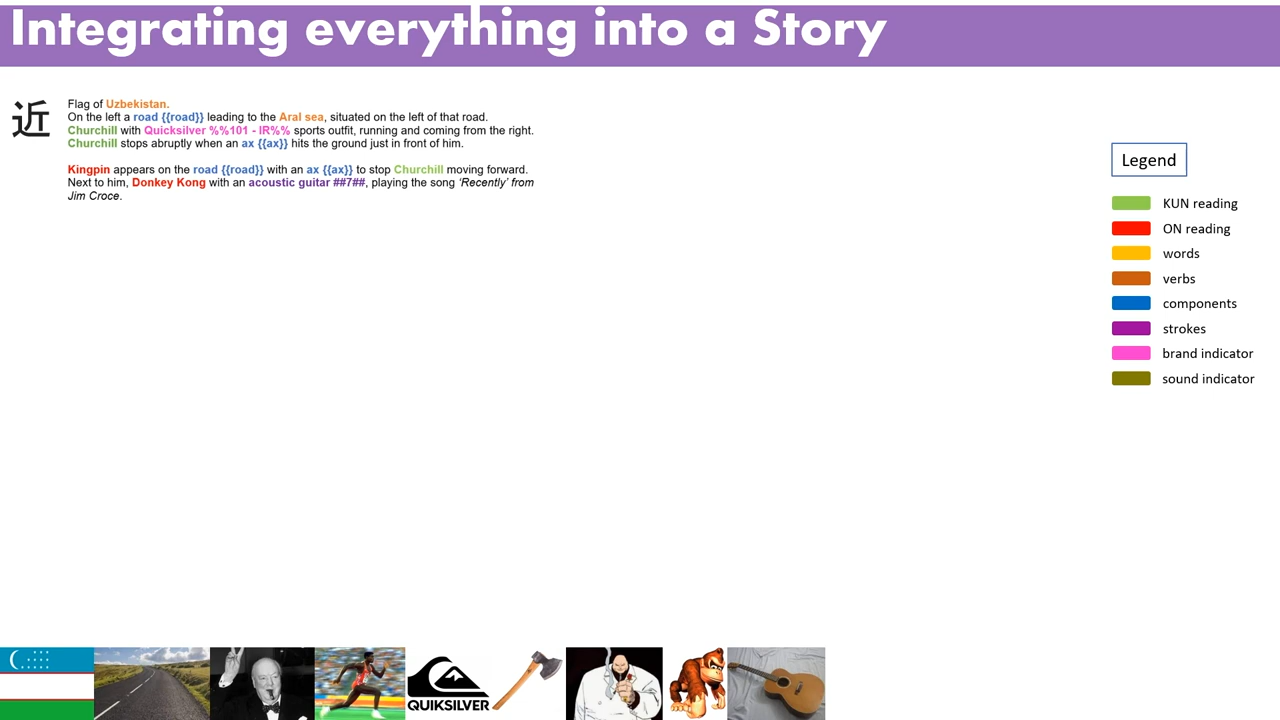 Integrating everything into a Story
近
Flag of Uzbekistan.
On the left a road {{road}} leading to the Aral sea, situated on the left of that road.
Churchill with Quicksilver %%101 - IR%% sports outfit, running and coming from the right.
Churchill stops abruptly when an ax {{ax}} hits the ground just in front of him.
Kingpin appears on the road {{road}} with an ax {{ax}} to stop Churchill moving forward.
Next to him, Donkey Kong with an acoustic guitar ##7##, playing the song ‘Recently’ from
Jim Croce.
Legend
KUN reading
ON reading
words
verbs
components
strokes
brand indicator
sound indicator
QUIKSILVER